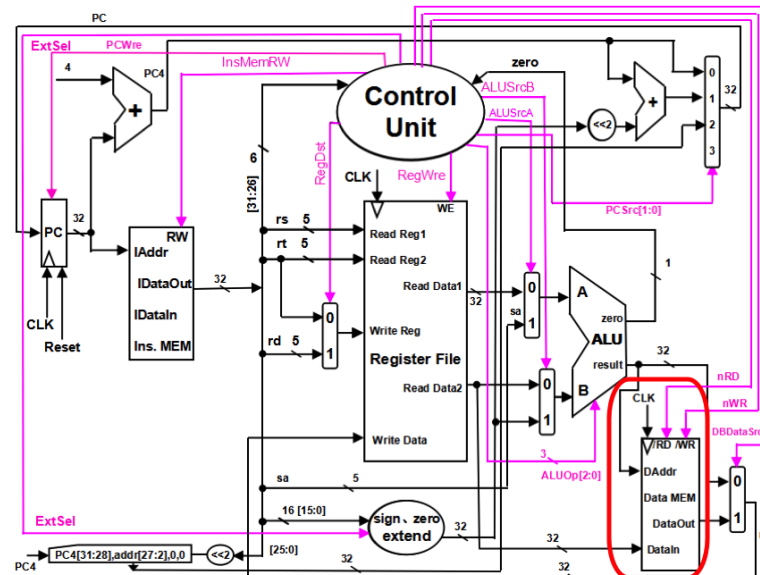 PC
ExtSel
PCWre
InsMemRW
zero
4
PC4
+
Control
Unit
ALUSrcB
ALUSrcA
<<2
+
0
1
2
3
32
6
[31:26]
RegDst
CLK
RegWre
PCSrc[1:0]
PC
32
RW
IAddr
IDataOut
IDataIn
Ins. MEM
32
CLK
Reset
rs 5
rt 5
rd 5
0
1
WE
Read Reg1
Read Reg2
Read Data1
Write Reg
Register File
Read Data2
Write Data
32
sa
0
1
0
1
A
zero
ALU
result
B
1
32
3
ALUOp[2:0]
nRD
nWR
CLK
DBDataSrc
/RD /WR
DAddr
Data MEM
DataOut
DataIn
0
1
sa
5
ExtSel
16 [15:0]
sign、zero
extend
32
32
[25:0]
<<2
PC4[31:28],addr[27:2],0,0
PC4
32
32